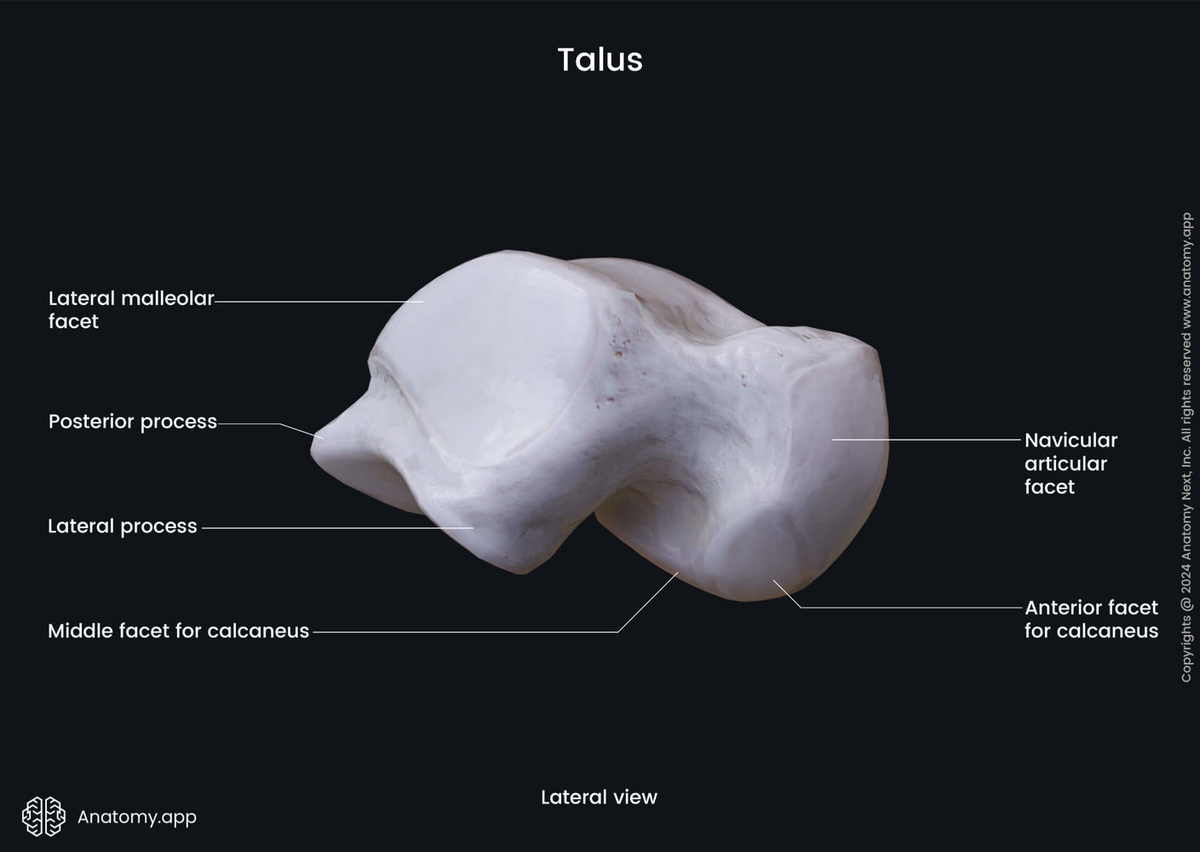 Talus
Lateral malleolar
facet
Posterior process
Lateral process
Middle facet for calcaneus
Navicular
articular
facet
Anterior facet
for calcaneus
Lateral view
Anatomy.app
Copyrights @ 2024 Anatomy Next, Inc. All rights reserved www.anatomy.app